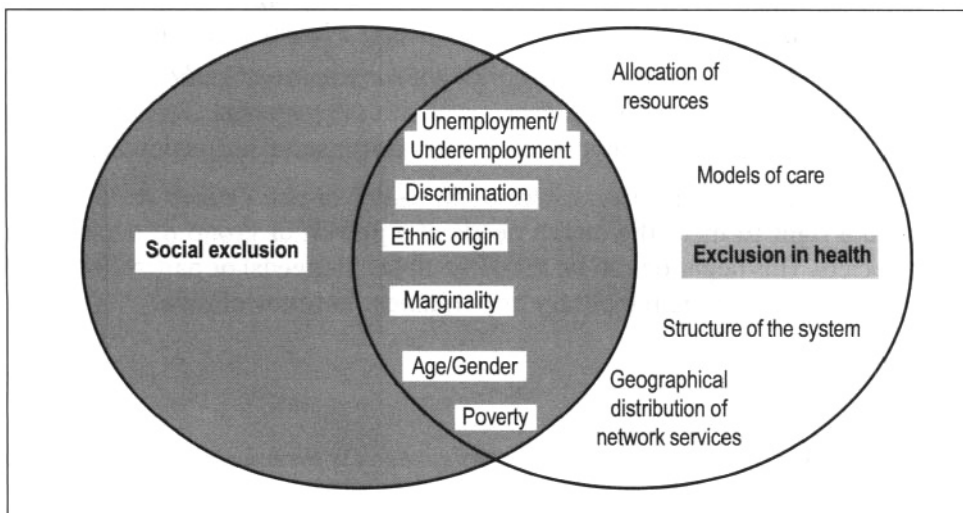 Social exclusion
Unemployment/
Underemployment
Discrimination
Ethnic origin
Marginality
Age/Gender
Poverty
Allocation of
resources
Models of care
Exclusion in health
Structure of the system
Geographical
distribution of
network services